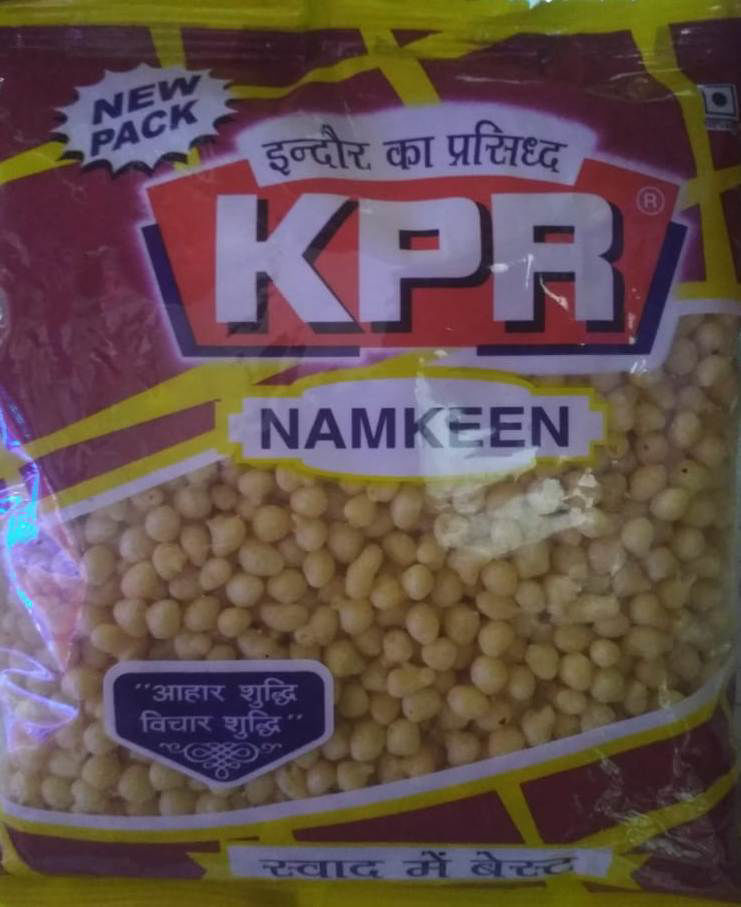 NEW
PACK
इन्दौर का प्रसिध्द
KPR®
NAMKEEN
"आहार शुद्धि
विचार शुद्धि"
स्वाद में बेस्ट